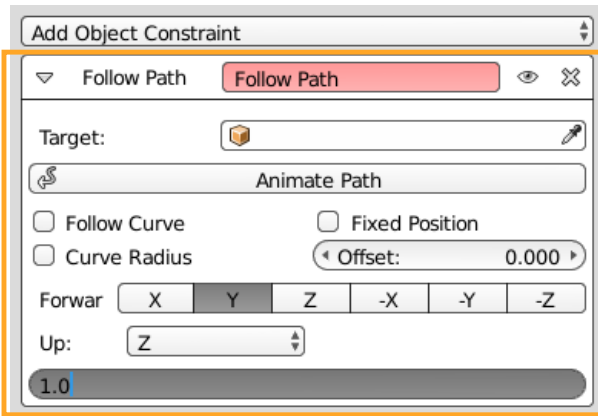 Add Object Constraint
Follow Path Follow Path
Target:
Animate Path
Follow Curve Fixed Position
Curve Radius Offset: 0.000
Forwar X Y Z -X -Y -Z
Up: Z
1.0